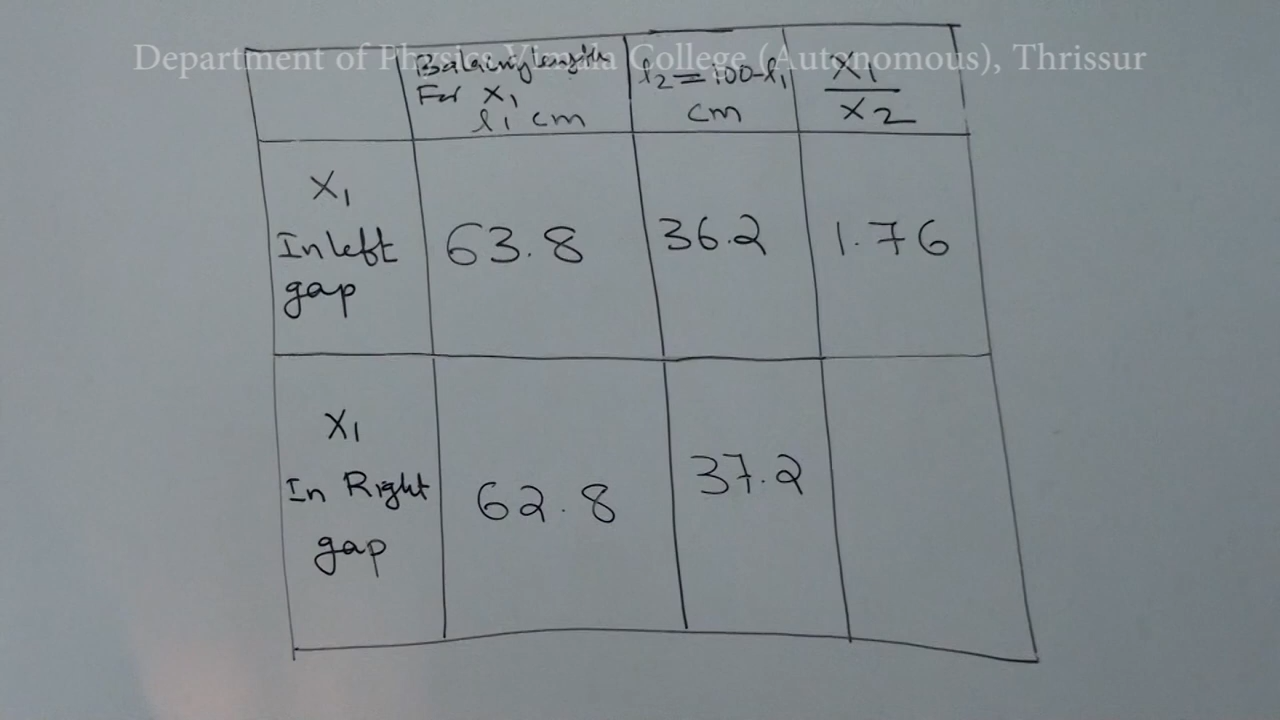 Department of Physics Vimala College (Autonomous), Thrissur
Balacing length
For X1
l1 cm
l2 = 100-l1
cm
X1
X2
X1
In left
gap
63.8
36.2
1.76
X1
In Right
gap
62.8
37.2